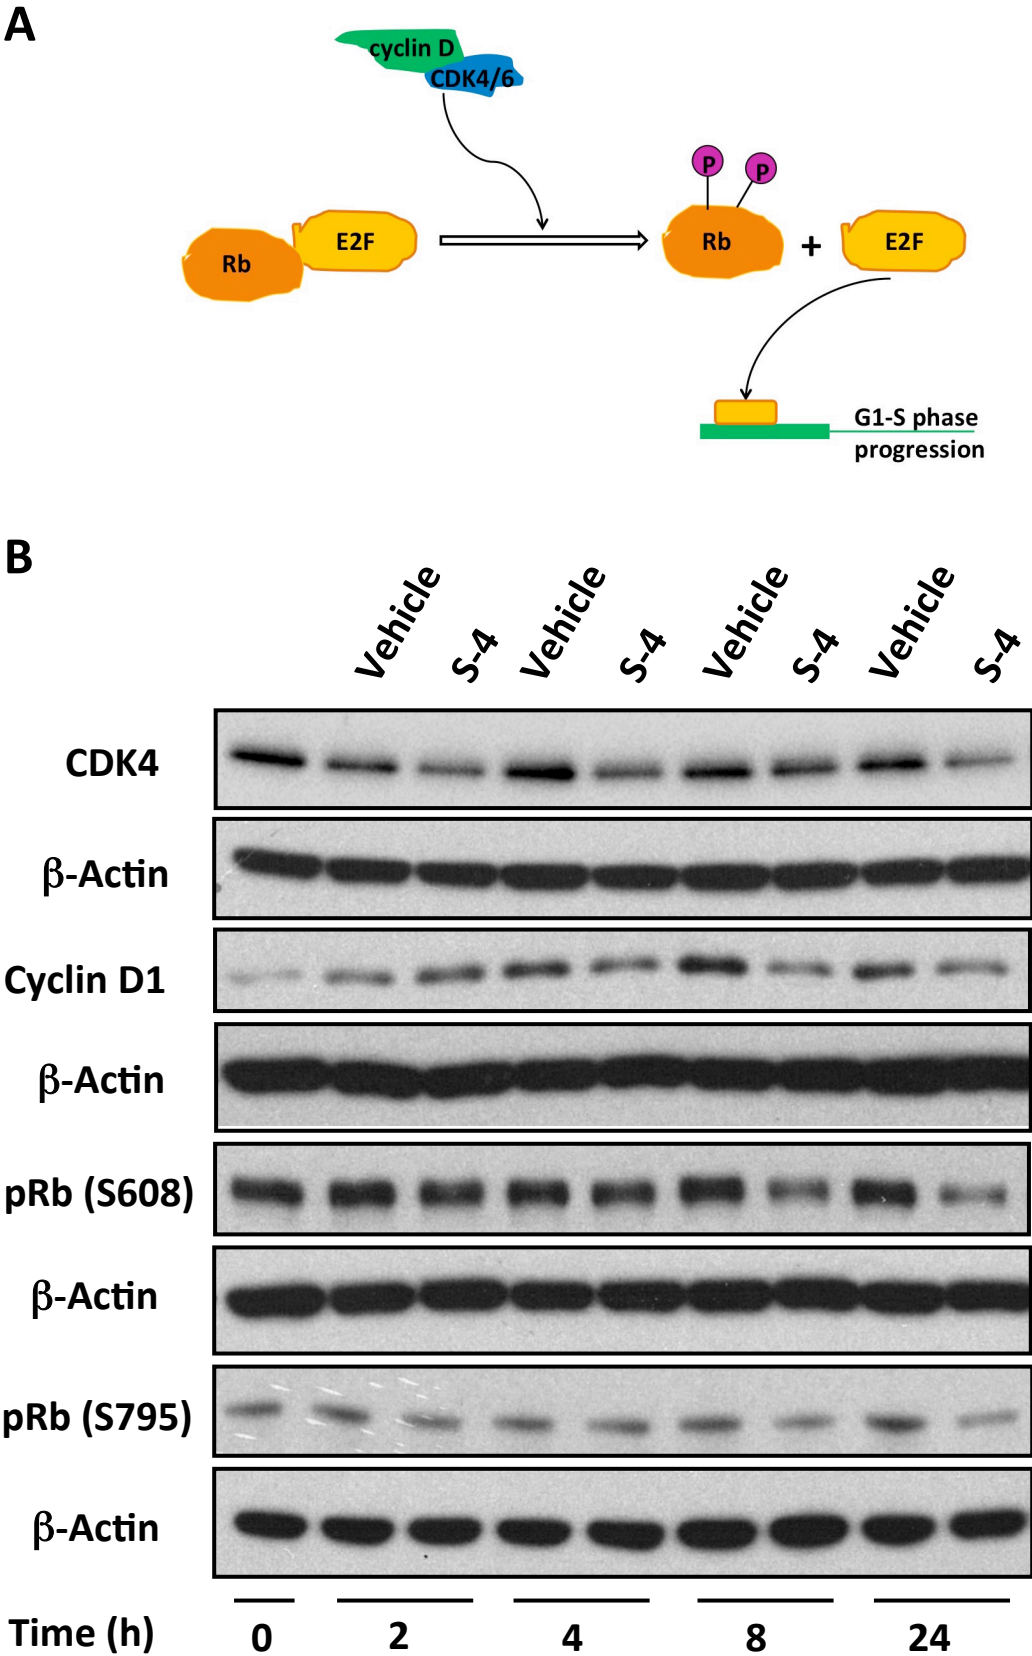 A
cyclin D
CDK4/6
P
P
Rb
E2F
Rb
+
E2F
G1-S phase
progression
B
Vehicle
S-4
Vehicle
S-4
Vehicle
S-4
Vehicle
S-4
CDK4
β-Actin
Cyclin D1
β-Actin
pRb (S608)
β-Actin
pRb (S795)
β-Actin
Time (h) 0 2 4 8 24